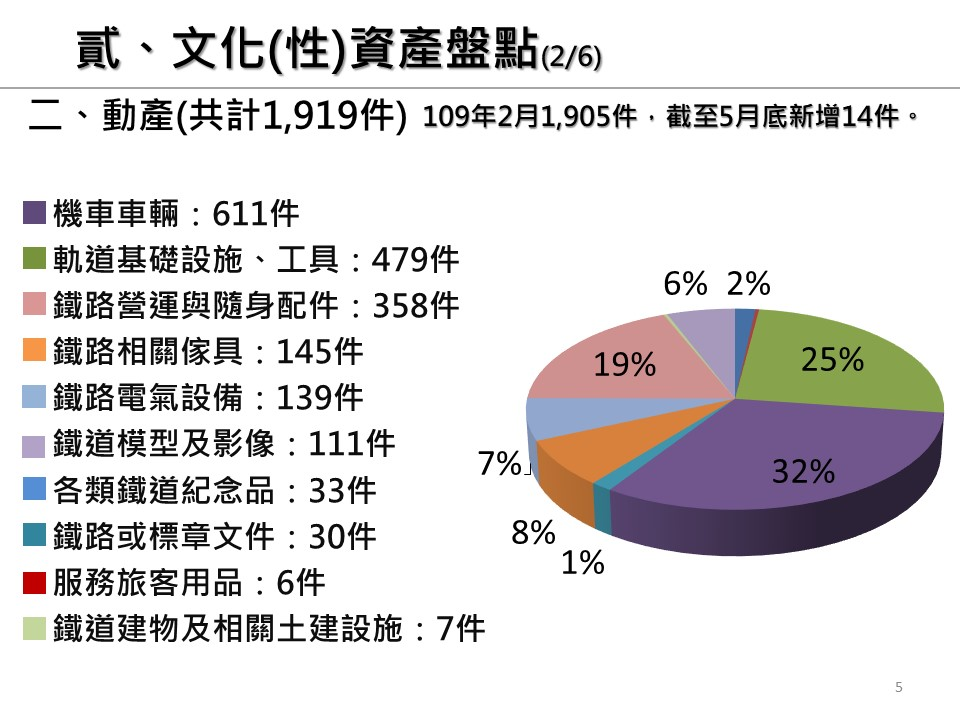 貳、文化(性)資產盤點(2/6)
二、動產(共計1,919件) 109年2月1,905件，截至5月底新增14件。
機車車輛：611件
軌道基礎設施、工具：479件
鐵路營運與隨身配件：358件
鐵路相關傢具：145件
鐵路電氣設備：139件
鐵道模型及影像：111件
各類鐵道紀念品：33件
鐵路或標章文件：30件
服務旅客用品：6件
鐵道建物及相關土建設施：7件
6% 2%
19% 25%
7% 32%
8%
1%
5